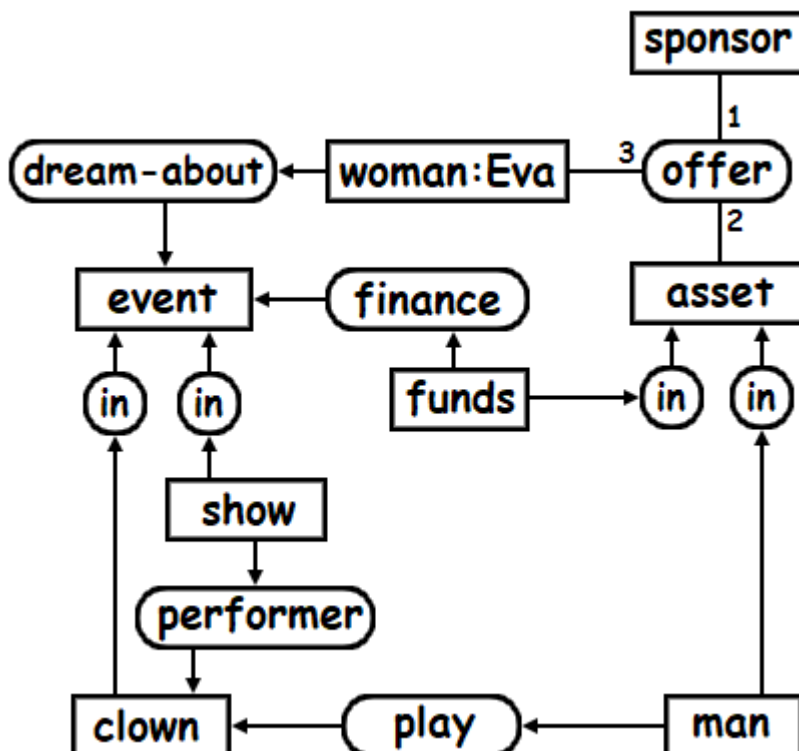 sponsor
1
dream-about
woman:Eva
3
offer
2
event
finance
asset
in
in
funds
in
in
show
performer
clown
play
man